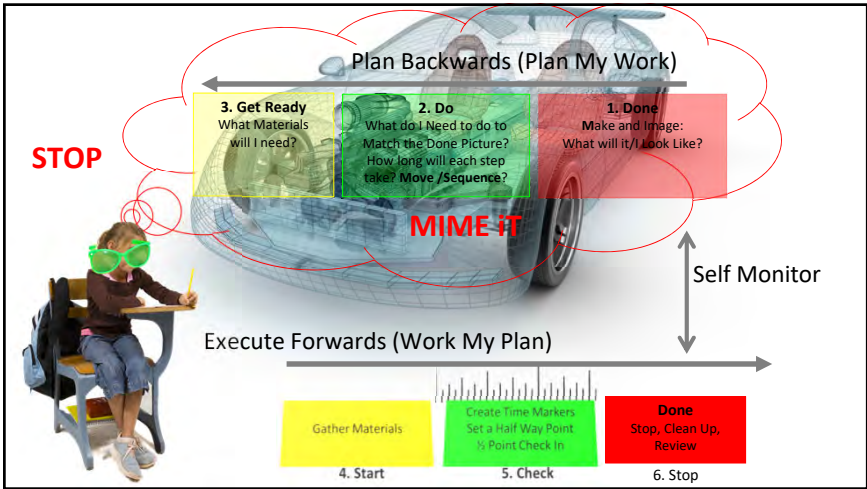 Plan Backwards (Plan My Work)
3. Get Ready
What Materials
will I need?
2. Do
What do I Need to do to
Match the Done Picture?
How long will each step
take? Move /Sequence?
1. Done
Make and Image:
What will it/I Look Like?
STOP
MIME iT
Self Monitor
Execute Forwards (Work My Plan)
Gather Materials
4. Start
Create Time Markers
Set a Half Way Point
½ Point Check In
5. Check
Done
Stop, Clean Up,
Review
6. Stop